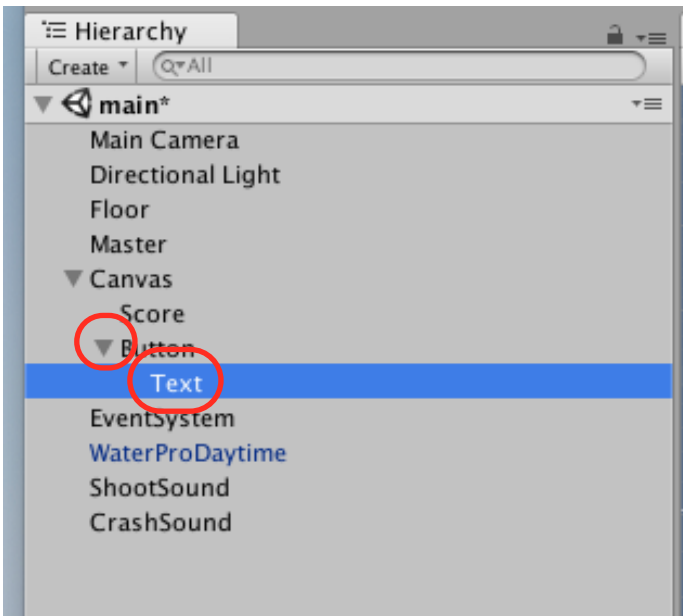 Hierarchy
Create All
main*
Main Camera
Directional Light
Floor
Master
Canvas
Score
Button
Text
EventSystem
WaterProDaytime
ShootSound
CrashSound